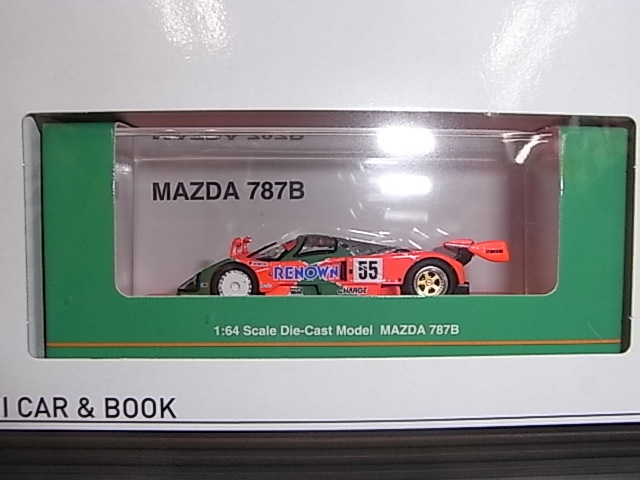 MAZDA 787B
RENOWN
55
CHARGE
1:64 Scale Die-Cast Model MAZDA 787B
I CAR & BOOK